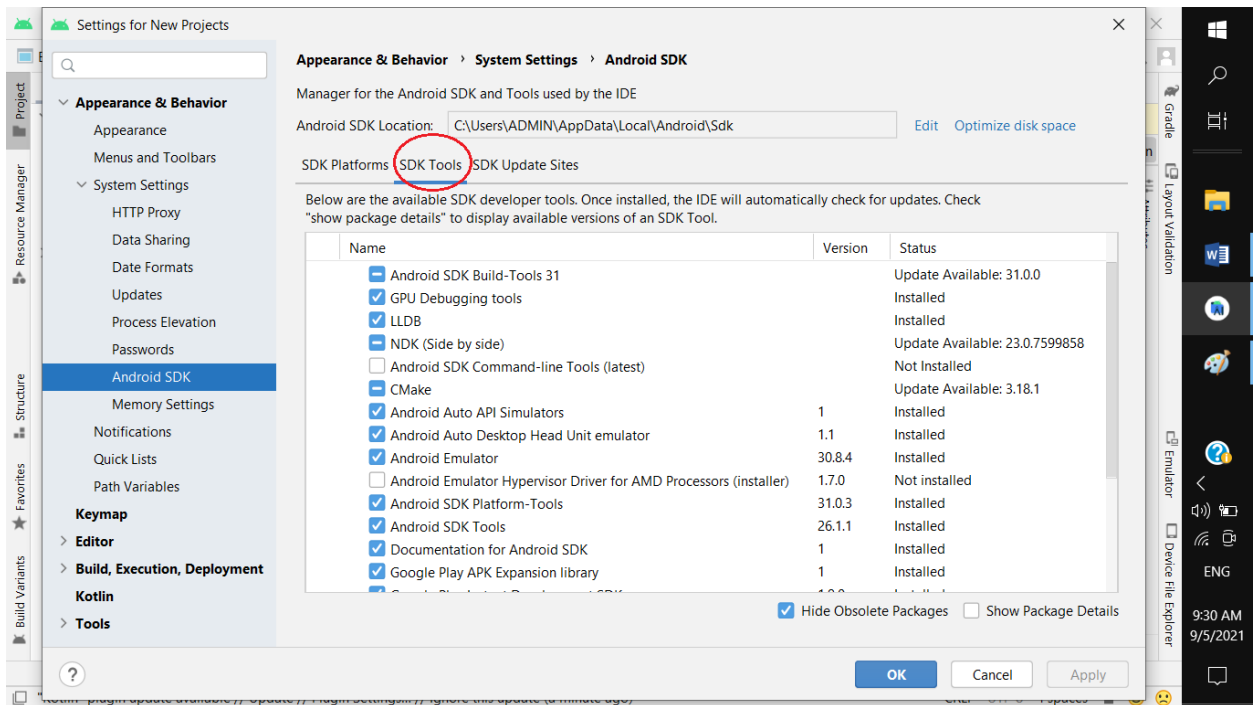 Settings for New Projects
Appearance & Behavior
Appearance
Menus and Toolbars
System Settings
HTTP Proxy
Data Sharing
Date Formats
Updates
Process Elevation
Passwords
Android SDK
Memory Settings
Notifications
Quick Lists
Path Variables
Keymap
Editor
Build, Execution, Deployment
Kotlin
Tools
Appearance & Behavior › System Settings › Android SDK
Manager for the Android SDK and Tools used by the IDE
Android SDK Location: C:\Users\ADMIN\AppData\Local\Android\Sdk Edit Optimize disk space
SDK Platforms SDK Tools SDK Update Sites
Below are the available SDK developer tools. Once installed, the IDE will automatically check for updates. Check
"show package details" to display available versions of an SDK Tool.
Name Version Status
Android SDK Build-Tools 31 Update Available: 31.0.0
GPU Debugging tools Installed
LLDB Installed
NDK (Side by side) Update Available: 23.0.7599858
Android SDK Command-line Tools (latest) Not Installed
CMake Update Available: 3.18.1
Android Auto API Simulators 1 Installed
Android Auto Desktop Head Unit emulator 1.1 Installed
Android Emulator 30.8.4 Installed
Android Emulator Hypervisor Driver for AMD Processors (installer) 1.7.0 Not installed
Android SDK Platform-Tools 31.0.3 Installed
Android SDK Tools 26.1.1 Installed
Documentation for Android SDK 1 Installed
Google Play APK Expansion library 1 Installed
Hide Obsolete Packages Show Package Details
? OK Cancel Apply
Project
Resource Manager
Structure
Favorites
Build Variants
Gradle
Layout Validation
Emulator
Device File Explorer
ENG
9:30 AM
9/5/2021